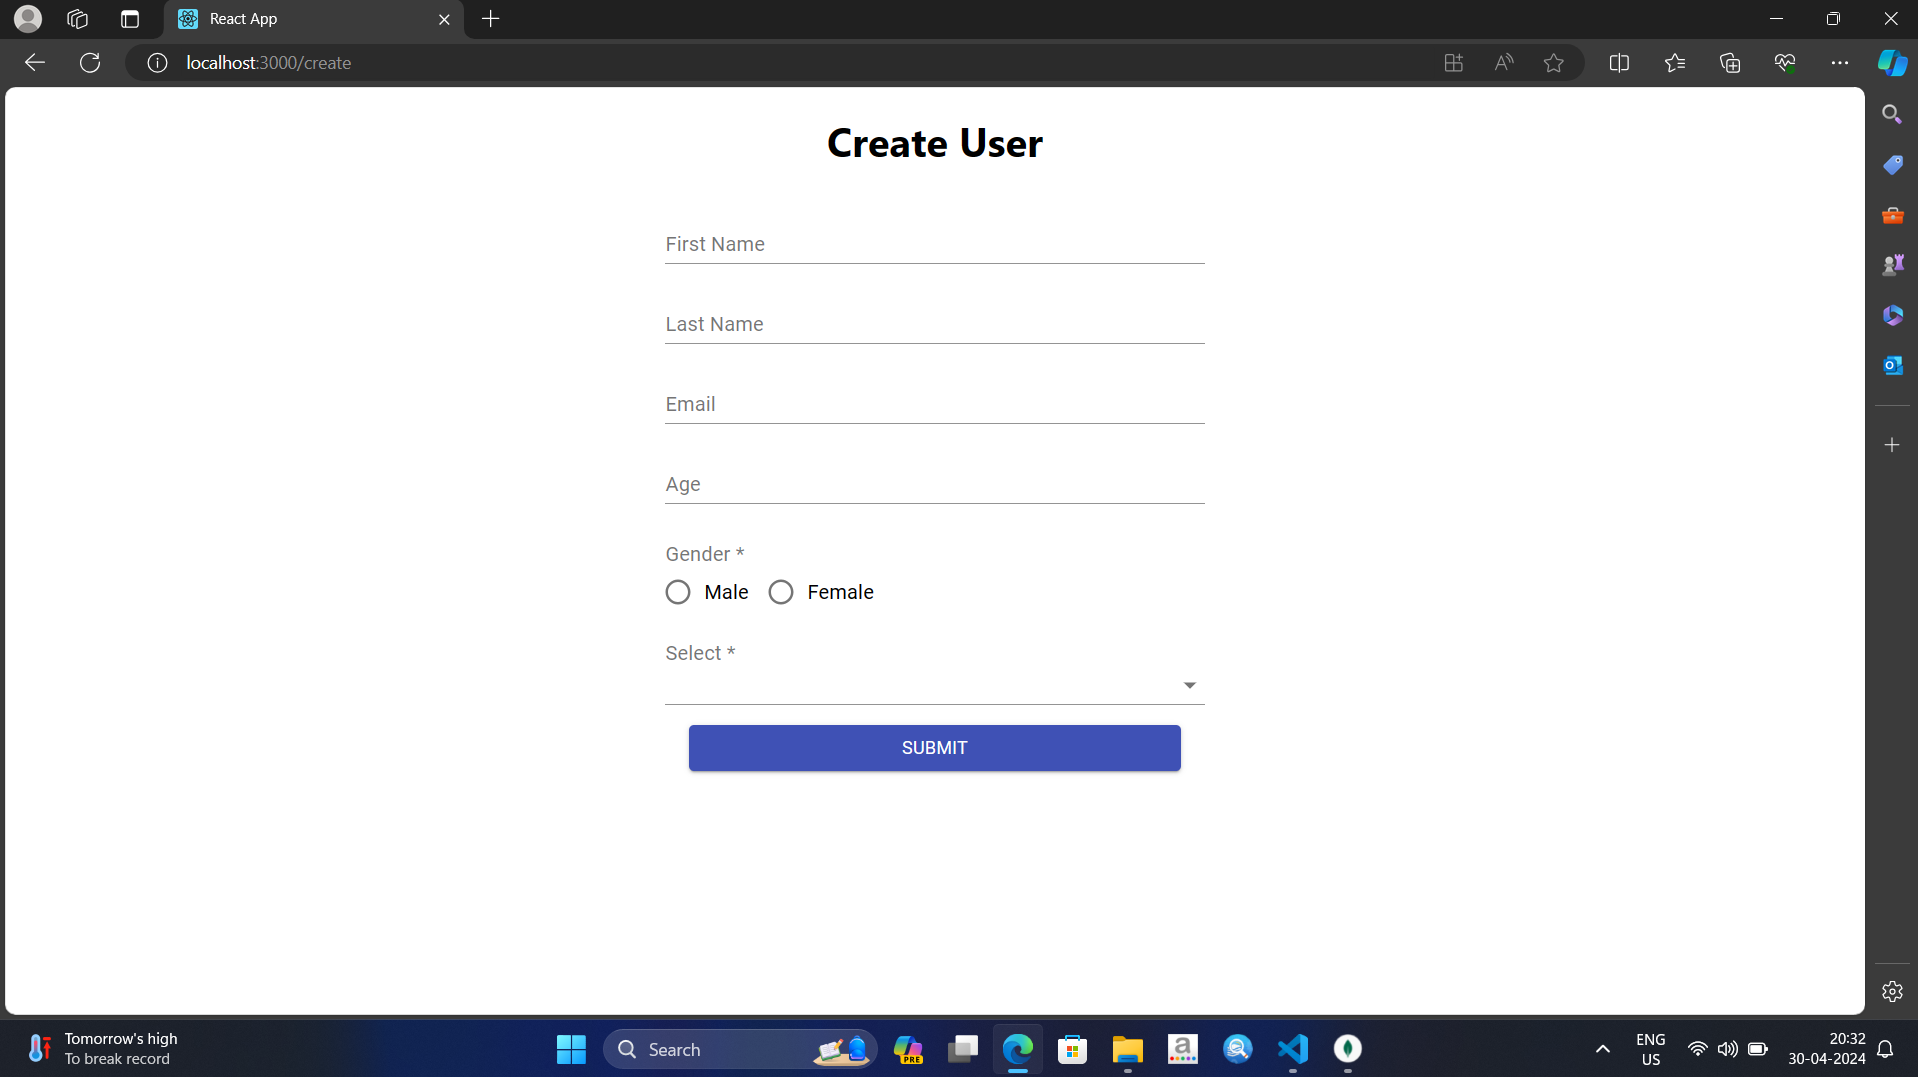 React App
localhost:3000/create
Create User
First Name
Last Name
Email
Age
Gender *
Male Female
Select *
SUBMIT
Tomorrow's high
To break record
Search
PRE
a
ENG
US
20:32
30-04-2024